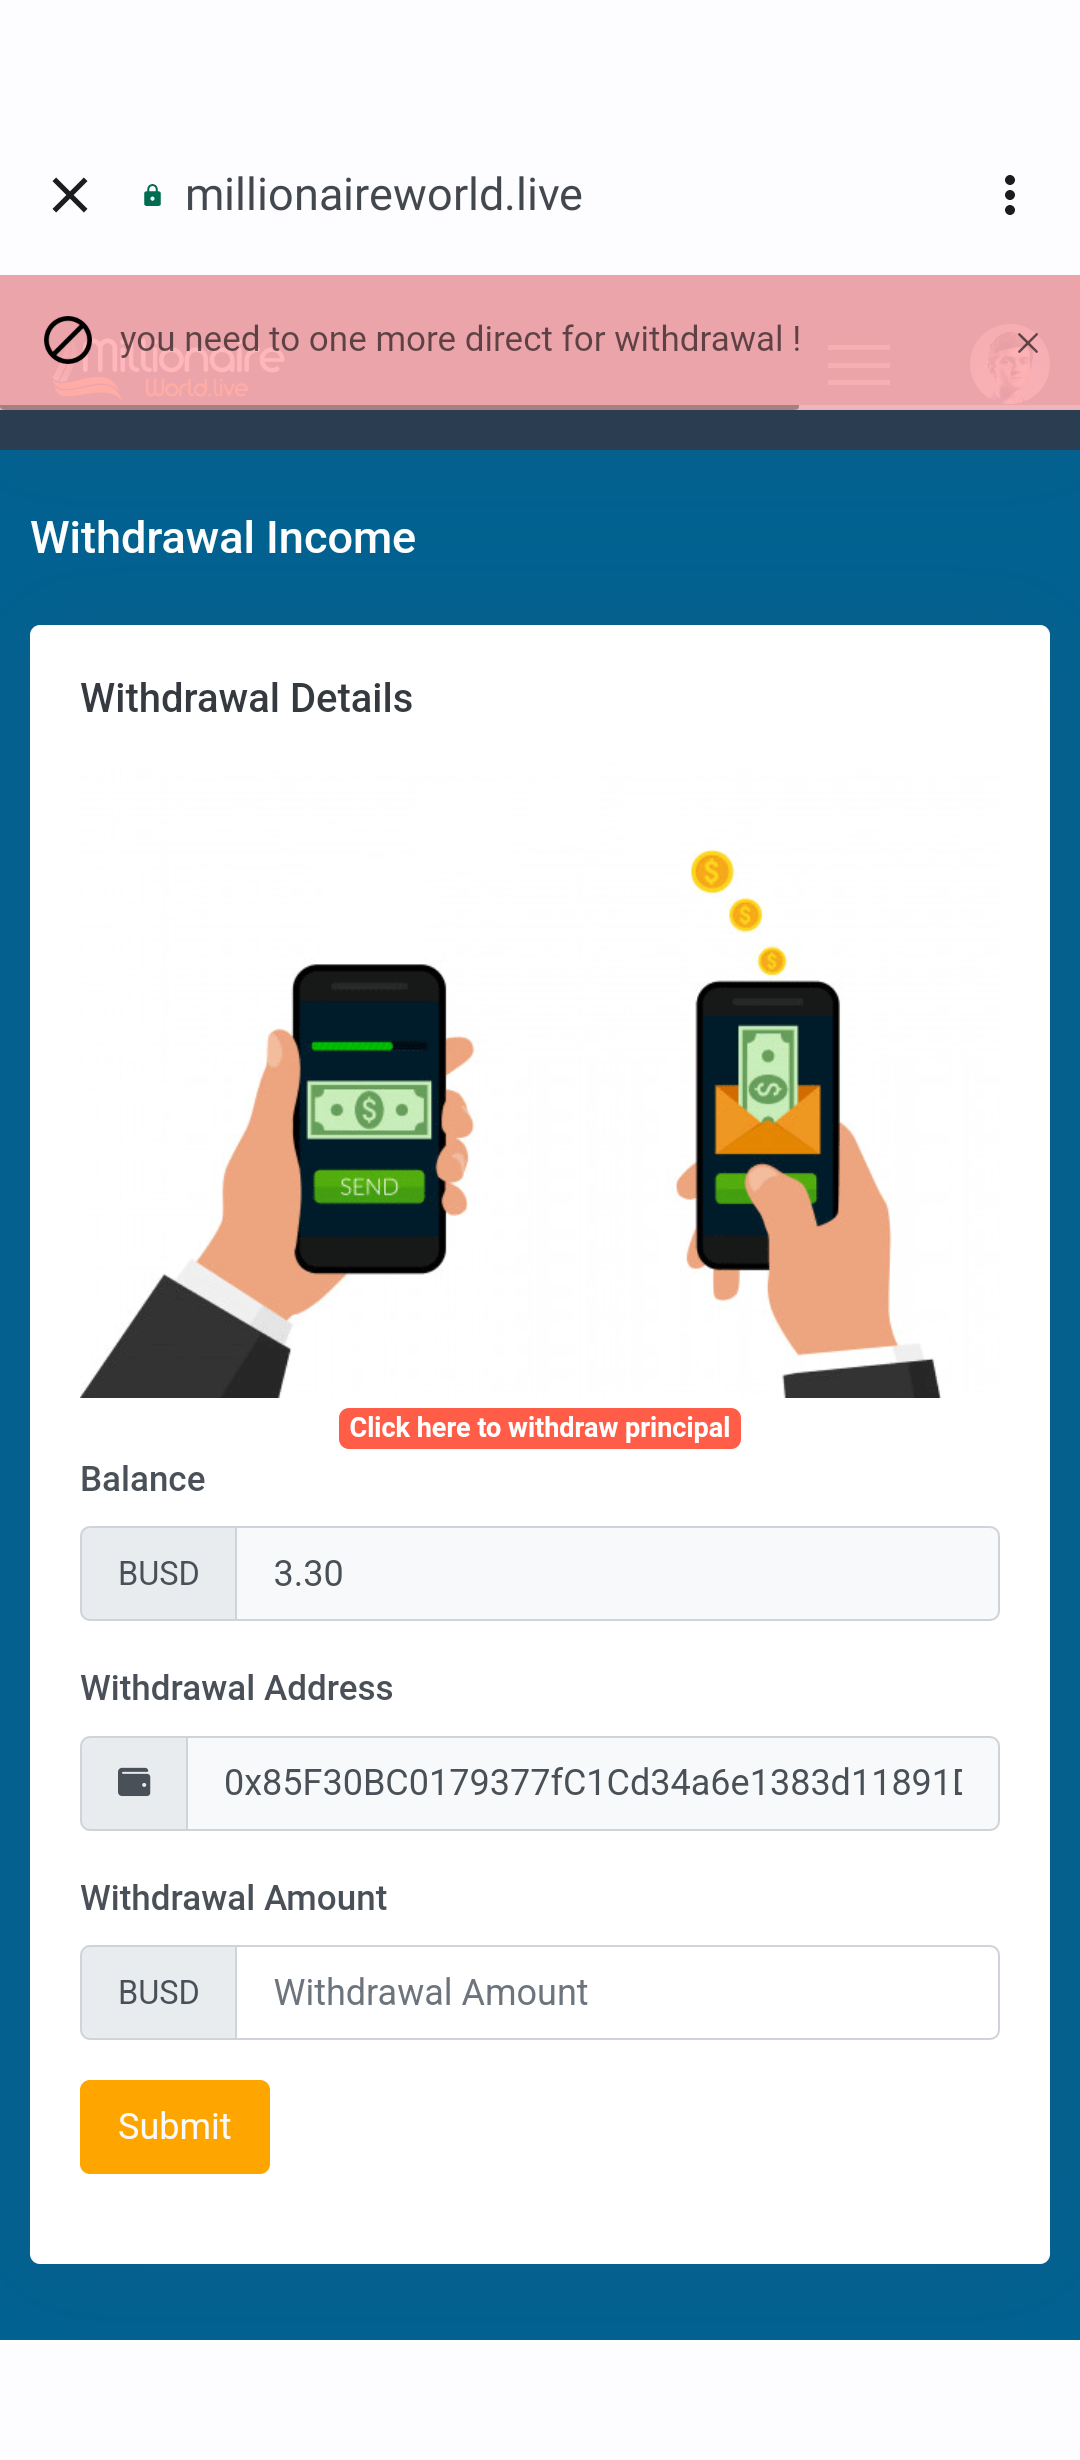 millionaireworld.live
you need to one more direct for withdrawal !
Millionaire
World.live
Withdrawal Income
Withdrawal Details
$
$
$
$
$
SEND
Click here to withdraw principal
Balance
BUSD 3.30
Withdrawal Address
0x85F30BC0179377fC1Cd34a6e1383d11891
Withdrawal Amount
BUSD Withdrawal Amount
Submit